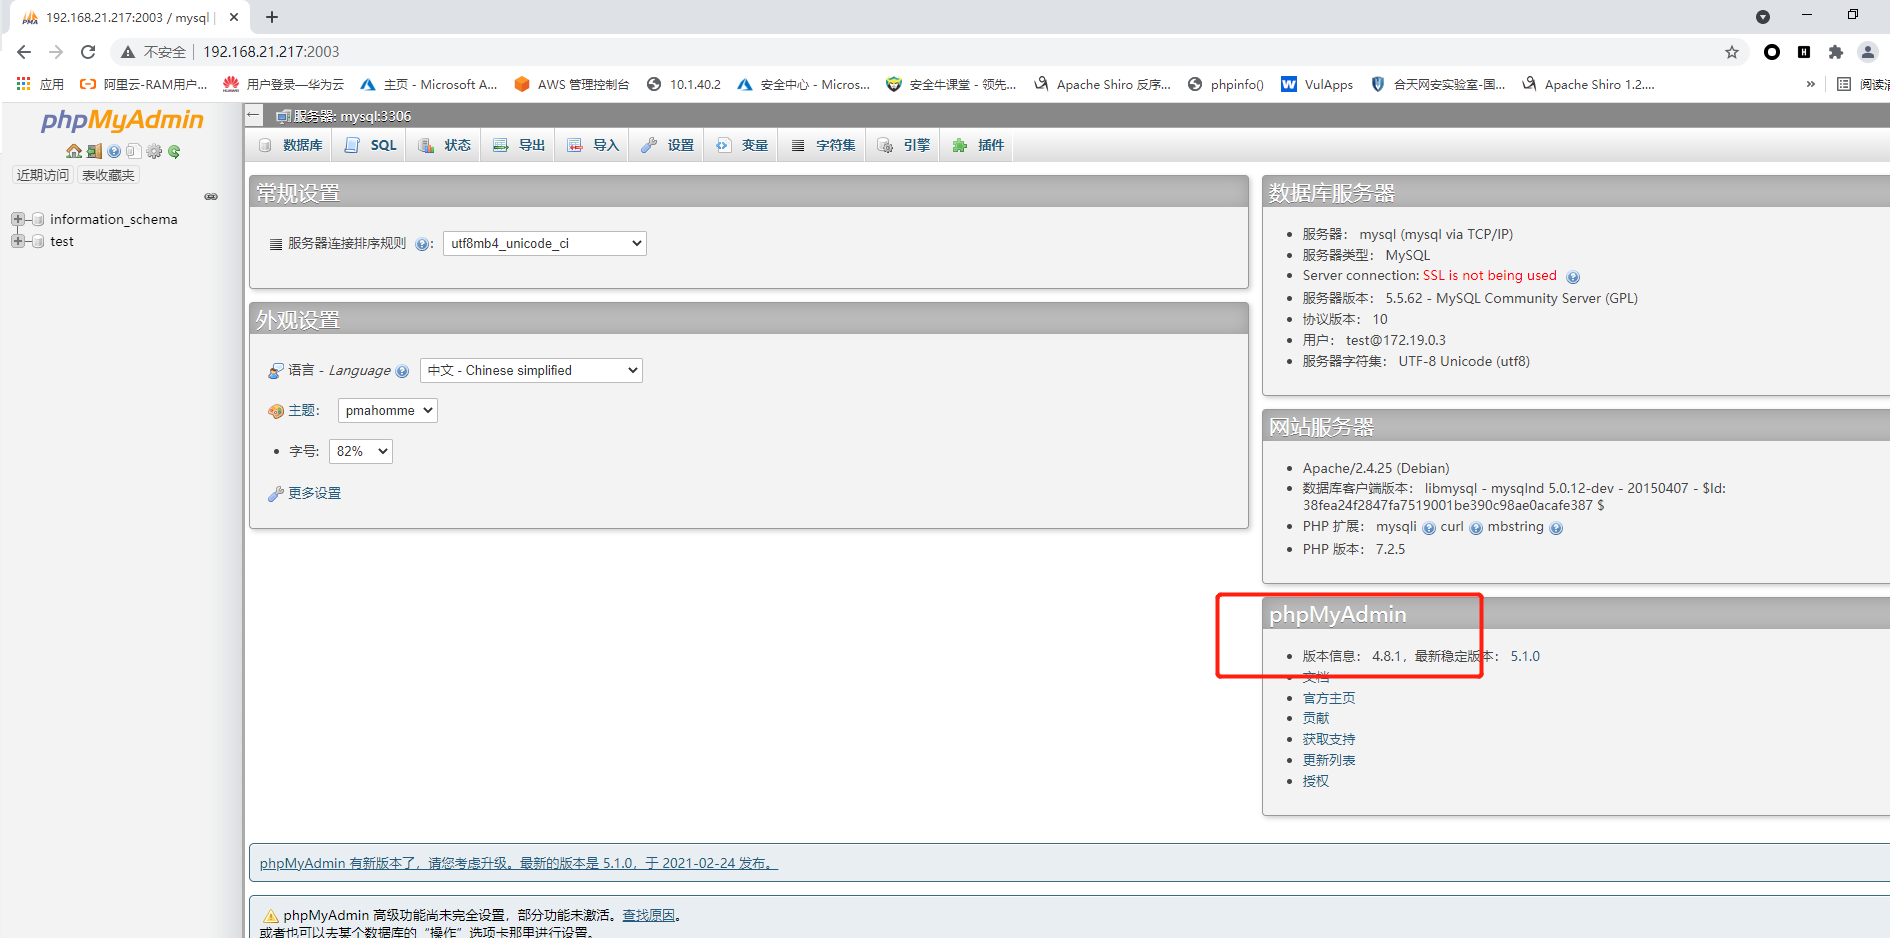 192.168.21.217:2003 / mysql |
不安全 | 192.168.21.217:2003
应用 阿里云-RAM用户... 用户登录—华为云 主页 - Microsoft A... AWS 管理控制台 10.1.40.2 安全中心 - Micros... 安全牛课堂 - 领先... Apache Shiro 反序... phpinfo() VulApps 合天网安实验室-国... Apache Shiro 1.2.... » 阅读
phpMyAdmin
近期访问 表收藏夹
information_schema
test
服务器: mysql:3306
数据库 SQL 状态 导出 导入 设置 变量 字符集 引擎 插件
常规设置
服务器连接排序规则 : utf8mb4_unicode_ci
外观设置
语言 - Language 中文 - Chinese simplified
主题: pmahomme
字号: 82%
更多设置
数据库服务器
服务器: mysql (mysql via TCP/IP)
服务器类型: MySQL
Server connection: SSL is not being used
服务器版本: 5.5.62 - MySQL Community Server (GPL)
协议版本: 10
用户: test@172.19.0.3
服务器字符集: UTF-8 Unicode (utf8)
网站服务器
Apache/2.4.25 (Debian)
数据库客户端版本: libmysql - mysqlnd 5.0.12-dev - 20150407 - $Id:
38fea24f2847fa7519001be390c98ae0acafe387 $
PHP 扩展: mysqli curl mbstring
PHP 版本: 7.2.5
phpMyAdmin
版本信息: 4.8.1, 最新稳定版本: 5.1.0
文档
官方主页
贡献
获取支持
更新列表
授权
phpMyAdmin 有新版本了，请您考虑升级。最新的版本是 5.1.0，于 2021-02-24 发布。
phpMyAdmin 高级功能尚未完全设置，部分功能未激活。查找原因。
或者也可以去某个数据库的“操作”选项卡那里进行设置。